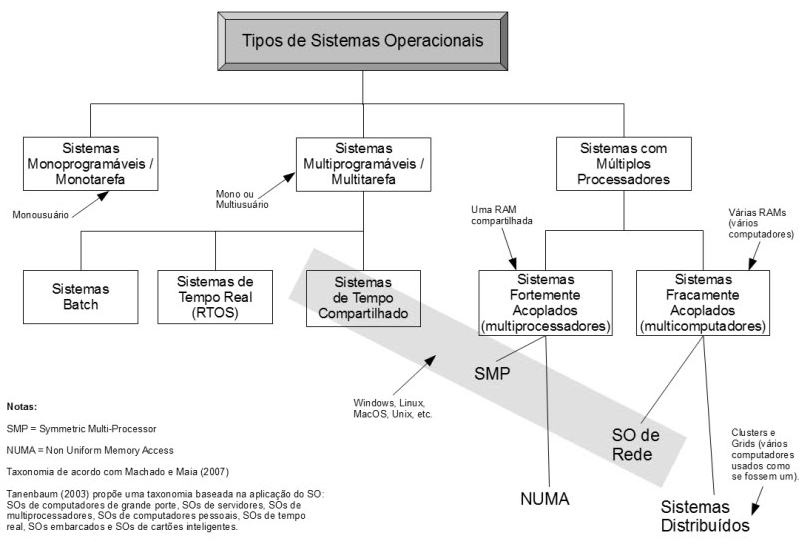 Tipos de Sistemas Operacionais
Sistemas
Monoprogramáveis /
Monotarefa
Sistemas
Multiprogramáveis /
Multitarefa
Sistemas com
Múltiplos
Processadores
Monousuário
Mono ou
Multiusuário
Uma RAM
compartilhada
Várias RAMs
(vários
computadores)
Sistemas
Batch
Sistemas de
Tempo Real
(RTOS)
Sistemas
de Tempo
Compartilhado
Sistemas
Fortemente
Acoplados
(multiprocessadores)
Sistemas
Fracamente
Acoplados
(multicomputadores)
SMP
Windows, Linux,
MacOS, Unix, etc.
SO de
Rede
Clusters e
Grids (vários
computadores
usados como
se fossem um).
NUMA
Sistemas
Distribuídos
Notas:
SMP = Symmetric Multi-Processor
NUMA = Non Uniform Memory Access
Taxonomia de acordo com Machado e Maia (2007)
Tanenbaum (2003) propõe uma taxonomia baseada na aplicação do SO:
SOs de computadores de grande porte, SOs de servidores, SOs de
multiprocessadores, SOs de computadores pessoais, SOs de tempo
real, SOs embarcados e SOs de cartões inteligentes.